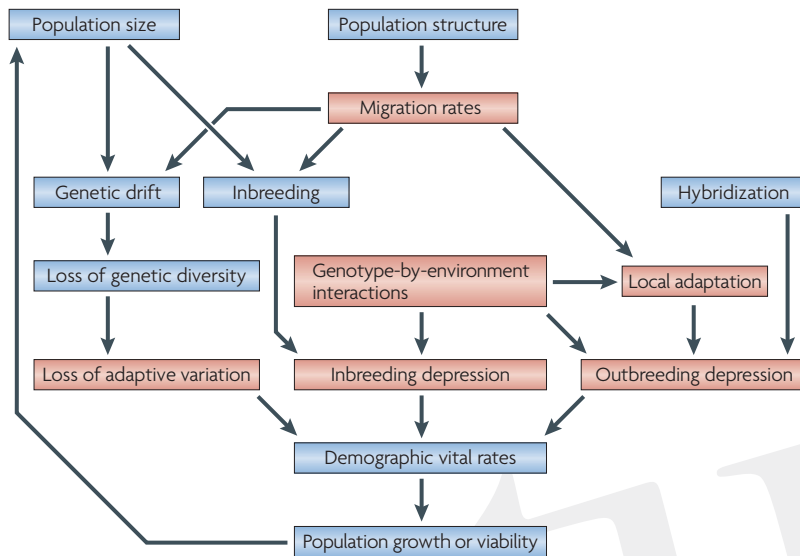 Population size
Population structure
Migration rates
Genetic drift
Inbreeding
Hybridization
Loss of genetic diversity
Genotype-by-environment
interactions
Local adaptation
Loss of adaptive variation
Inbreeding depression
Outbreeding depression
Demographic vital rates
Population growth or viability